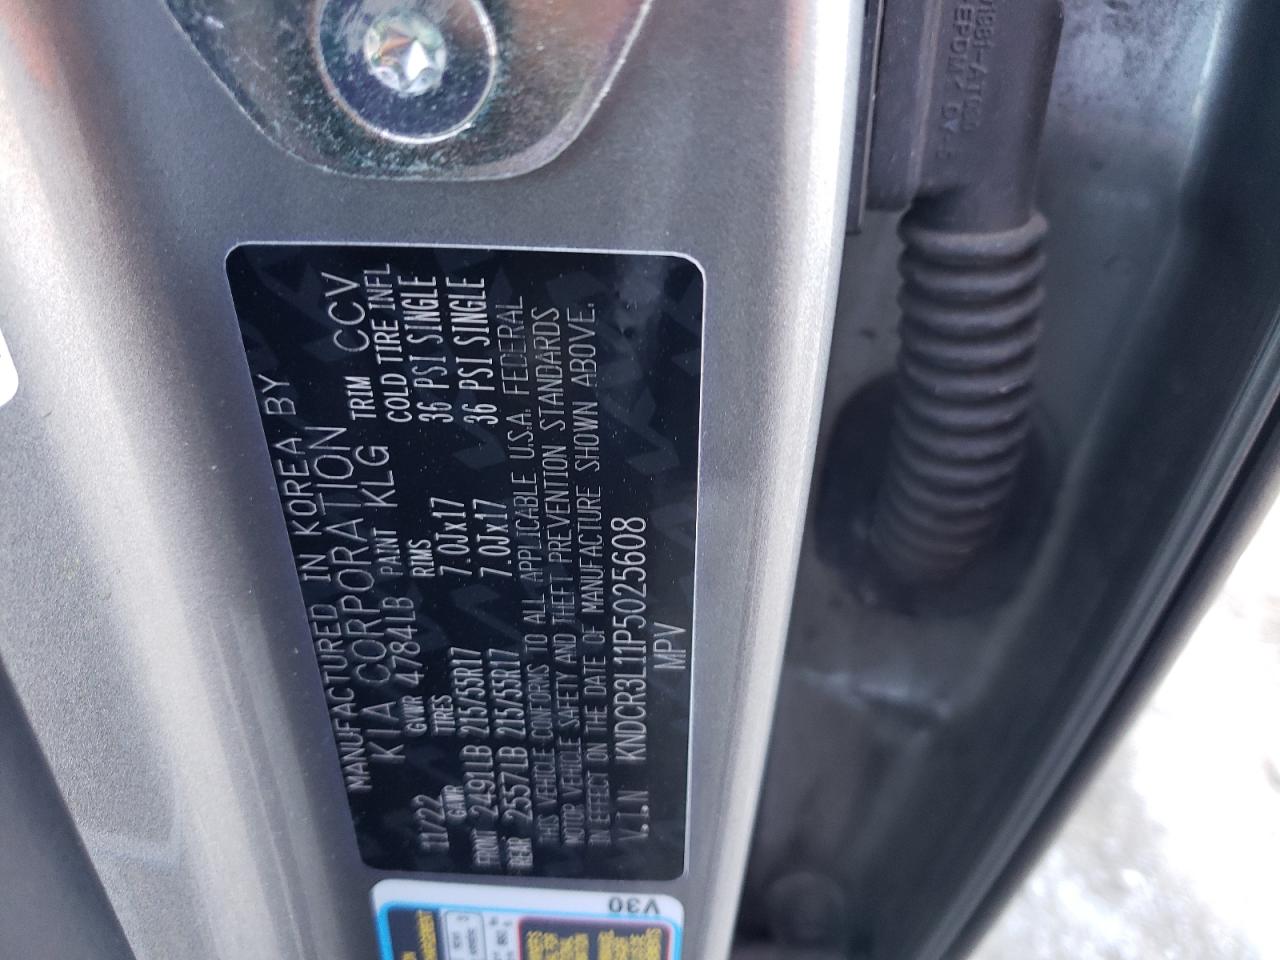 MANUFACTURED IN KOREA BY
KIA CORPORATION
11/22 GVWR 4784LB PAINT KLG TRIM CCV
GAWR TIRES RIMS COLD TIRE INFL
FRONT 2491LB 215/55R17 7.0Jx17 36 PSI SINGLE
REAR 2557LB 215/55R17 7.0Jx17 36 PSI SINGLE
THIS VEHICLE CONFORMS TO ALL APPLICABLE U.S.A. FEDERAL
MOTOR VEHICLE SAFETY AND THEFT PREVENTION STANDARDS
IN EFFECT ON THE DATE OF MANUFACTURE SHOWN ABOVE.
V.I.N KNDCR3L11P5025608
MPV
V30